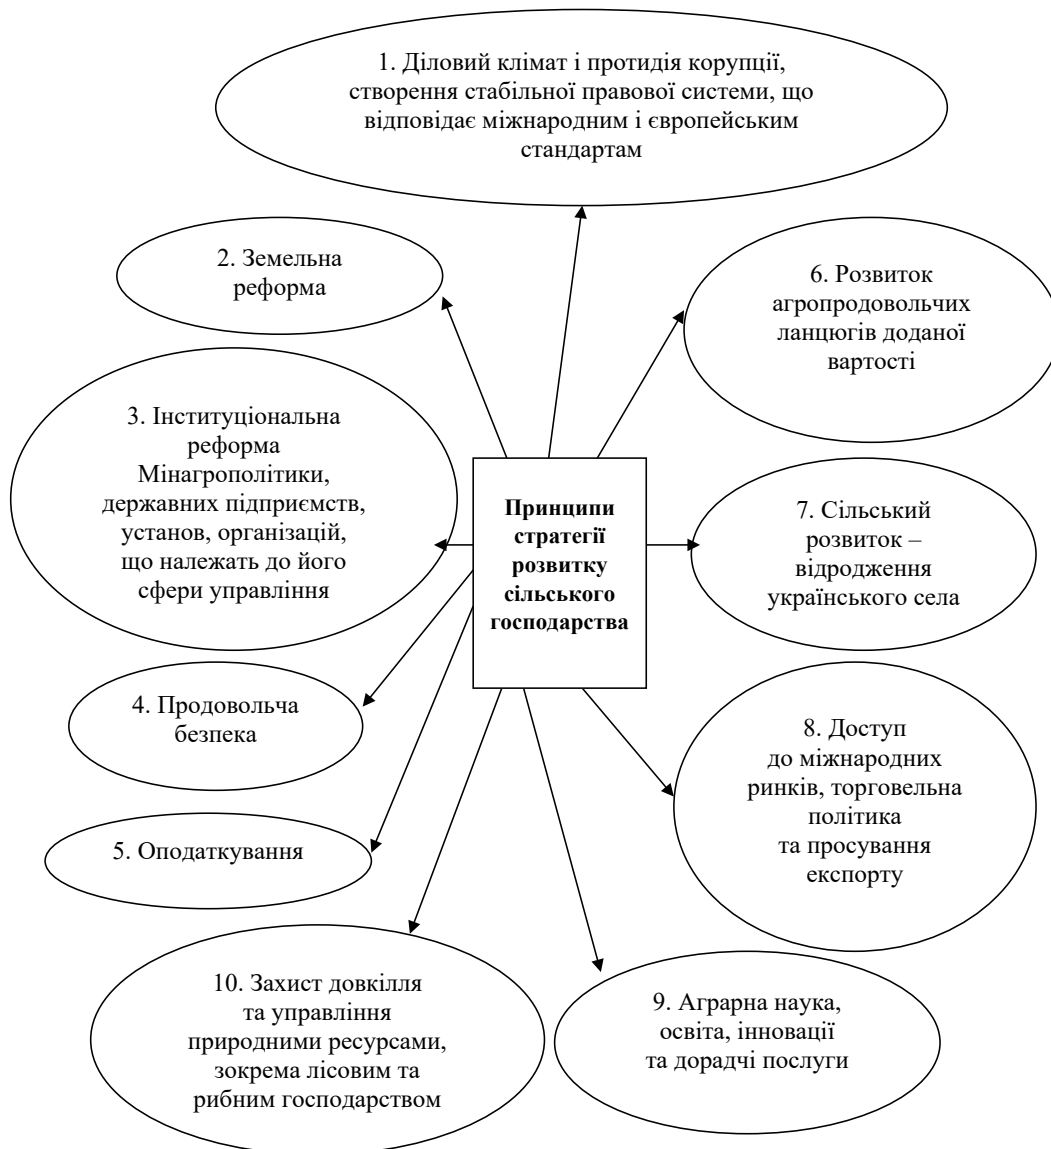 1. Діловий клімат і протидія корупції,
створення стабільної правової системи, що
відповідає міжнародним і європейським
стандартам
2. Земельна
реформа
3. Інституціональна
реформа
Мінагрополітики,
державних підприємств,
установ, організацій,
що належать до його
сфери управління
4. Продовольча
безпека
5. Оподаткування
Принципи
стратегії
розвитку
сільського
господарства
6. Розвиток
агропродовольчих
ланцюгів доданої
вартості
7. Сільський
розвиток –
відродження
українського села
8. Доступ
до міжнародних
ринків, торговельна
політика
та просування
експорту
9. Аграрна наука,
освіта, інновації
та дорадчі послуги
10. Захист довкілля
та управління
природними ресурсами,
зокрема лісовим та
рибним господарством